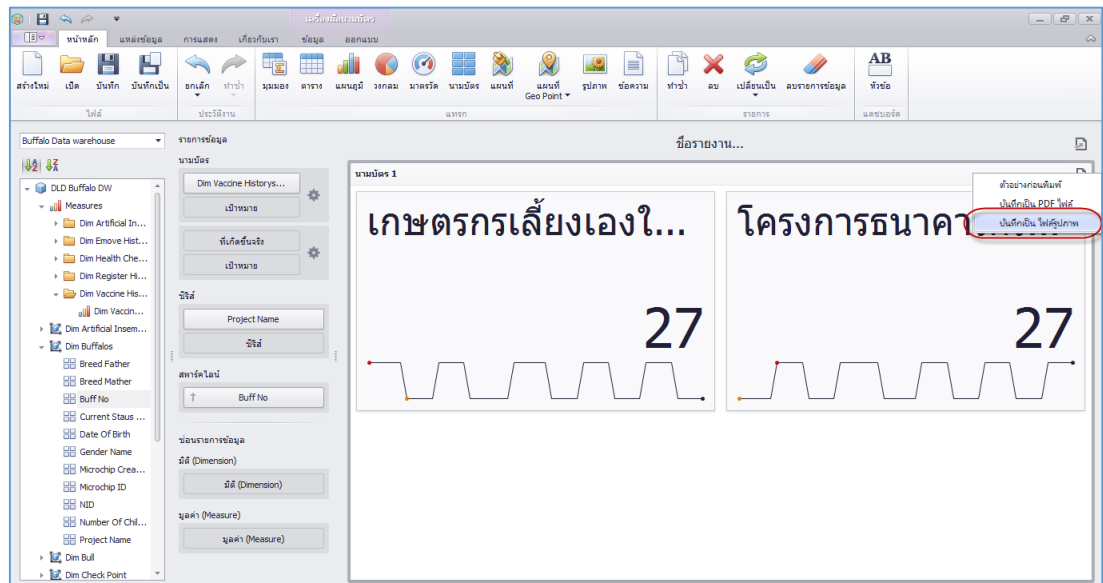 เครื่องมือนามบัตร
หน้าหลัก แหล่งข้อมูล การแสดง เกี่ยวกับเรา ข้อมูล ออกแบบ
สร้างใหม่ เปิด บันทึก บันทึกเป็น ยกเลิก ทำซ้ำ มุมมอง ตาราง แผนภูมิ วงกลม มาตรวัด นามบัตร แผนที่ แผนที่ Geo Point รูปภาพ ข้อความ ทำซ้ำ ลบ เปลี่ยนเป็น ลบรายการข้อมูล AB หัวข้อ
ไฟล์ ประวัติงาน แทรก รายการ แดชบอร์ด
Buffalo Data warehouse
DLD Buffalo DW
Measures
Dim Artificial In...
Dim Emove Hist...
Dim Health Che...
Dim Register Hi...
Dim Vaccine His...
Dim Vaccin...
Dim Artificial Insem...
Dim Buffalos
Breed Father
Breed Mather
Buff No
Current Staus ...
Date Of Birth
Gender Name
Microchip Crea...
Microchip ID
NID
Number Of Chil...
Project Name
Dim Bull
Dim Check Point
รายการข้อมูล
นามบัตร
Dim Vaccine Historys...
เป้าหมาย
ที่เกิดขึ้นจริง
เป้าหมาย
ซีรีส์
Project Name
ซีรีส์
สพาร์คไลน์
Buff No
ซ่อนรายการข้อมูล
มิติ (Dimension)
มิติ (Dimension)
มูลค่า (Measure)
มูลค่า (Measure)
ชื่อรายงาน...
นามบัตร 1
เกษตรกรเลี้ยงเองใ...
27
โครงการธนาคา
27
ตัวอย่างก่อนพิมพ์
บันทึกเป็น PDF ไฟล์
บันทึกเป็น ไฟล์รูปภาพ